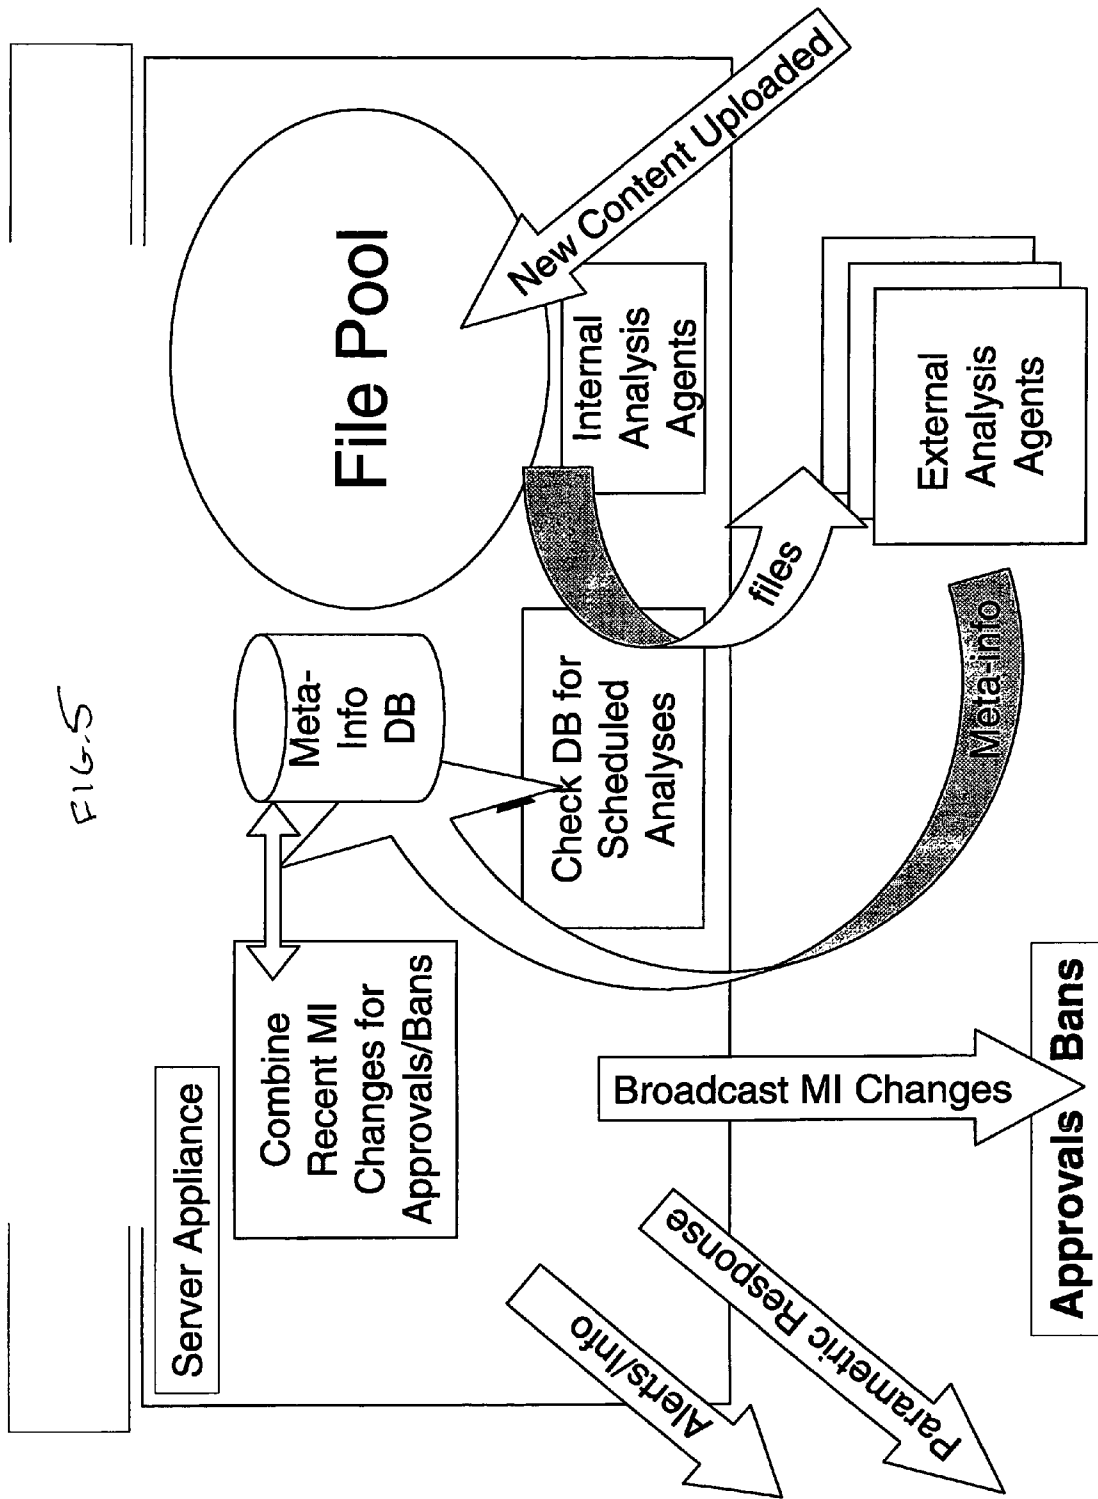 FIG.5
Server Appliance
Combine
Recent MI
Changes for
Approvals/Bans
Meta-
Info
DB
File Pool
Check DB for
Scheduled
Analyses
Internal
Analysis
Agents
New Content Uploaded
files
External
Analysis
Agents
Meta-info
Alerts/Info
Parametric Response
Broadcast MI Changes
Approvals Bans